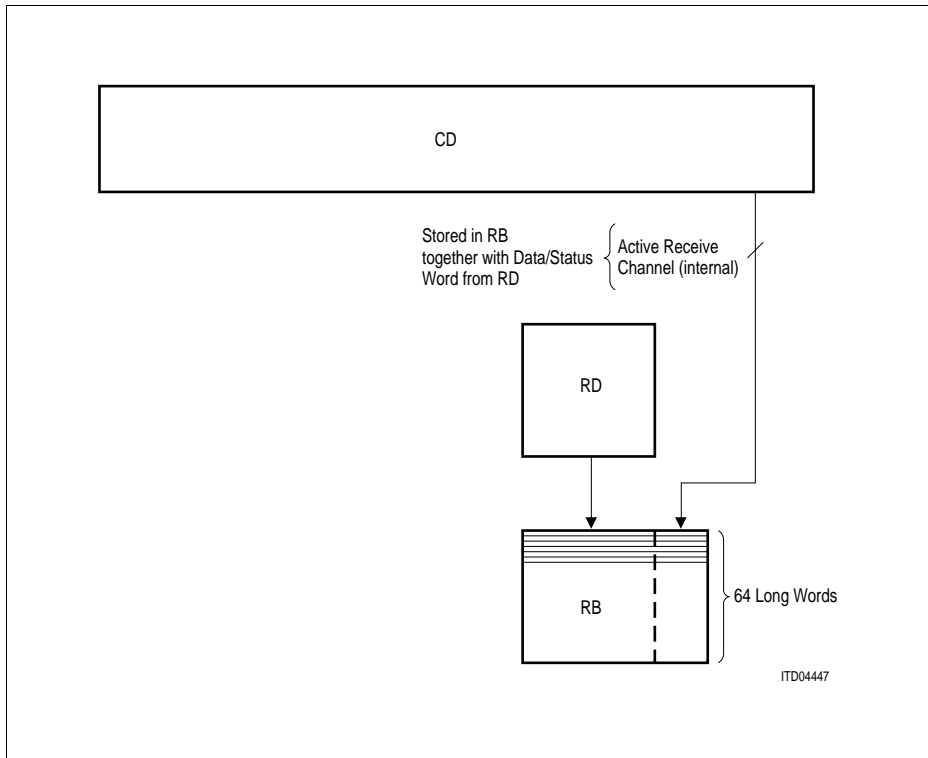 CD
Stored in RB
together with Data/Status
Word from RD
Active Receive
Channel (internal)
RD
RB
64 Long Words
ITD04447